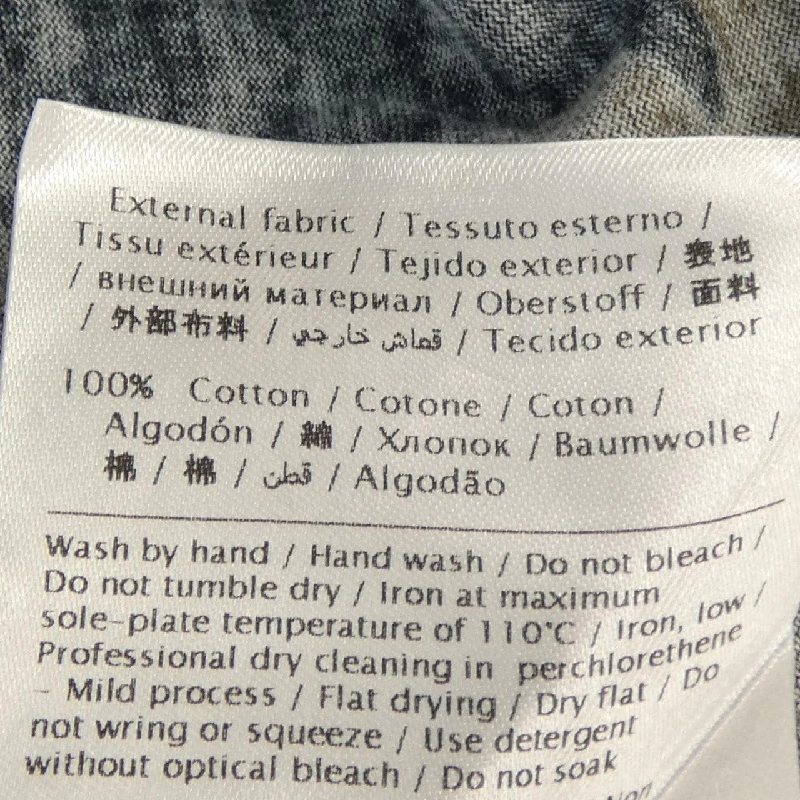 External fabric / Tessuto esterno /
Tissu extérieur / Tejido exterior / 表地
/ внешний материал / Oberstoff / 面料
/ 外部布料 / قماش خارجي / Tecido exterior
100% Cotton / Cotone / Coton /
Algodón / 綿 / Хлопок / Baumwolle /
棉 / 棉 / قطن / Algodão
Wash by hand / Hand wash / Do not bleach /
Do not tumble dry / Iron at maximum
sole-plate temperature of 110°C / Iron, low /
Professional dry cleaning in perchlorethene
- Mild process / Flat drying / Dry flat / Do
not wring or squeeze / Use detergent
without optical bleach / Do not soak